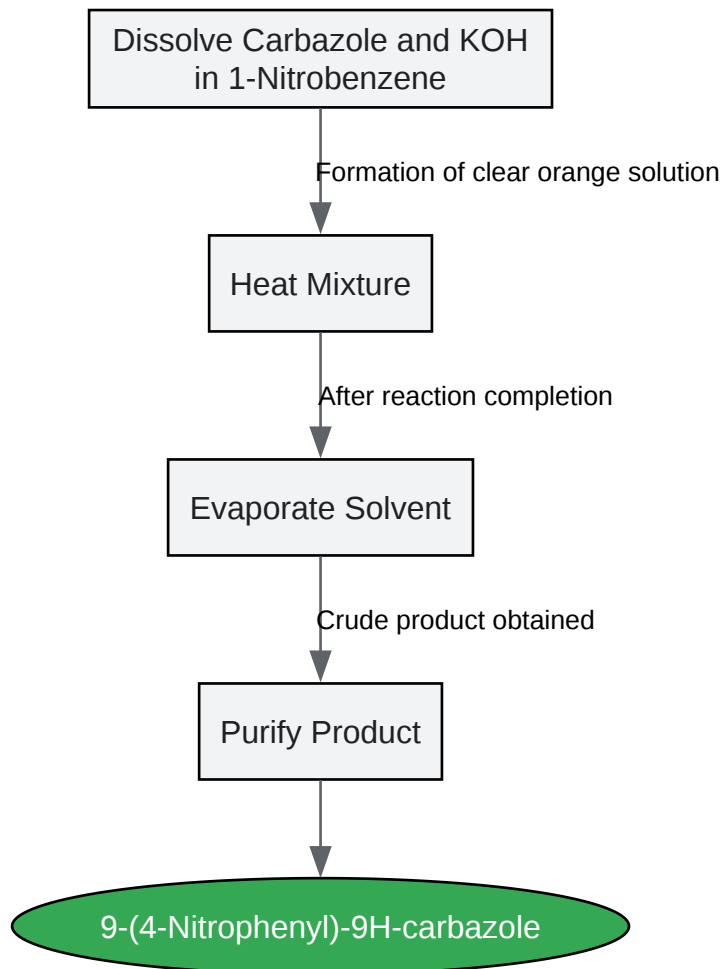 Dissolve Carbazole and KOH
in 1-Nitrobenzene
Formation of clear orange solution
Heat Mixture
After reaction completion
Evaporate Solvent
Crude product obtained
Purify Product
9-(4-Nitrophenyl)-9H-carbazole